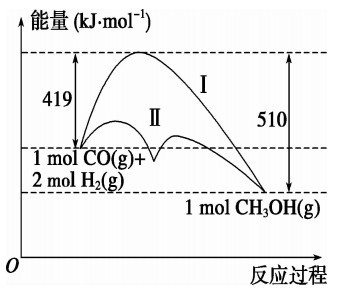 能量 (kJ·mol⁻¹)
419
Ⅰ
Ⅱ
510
1 mol CO(g)+
2 mol H₂(g)
1 mol CH₃OH(g)
O
反应过程